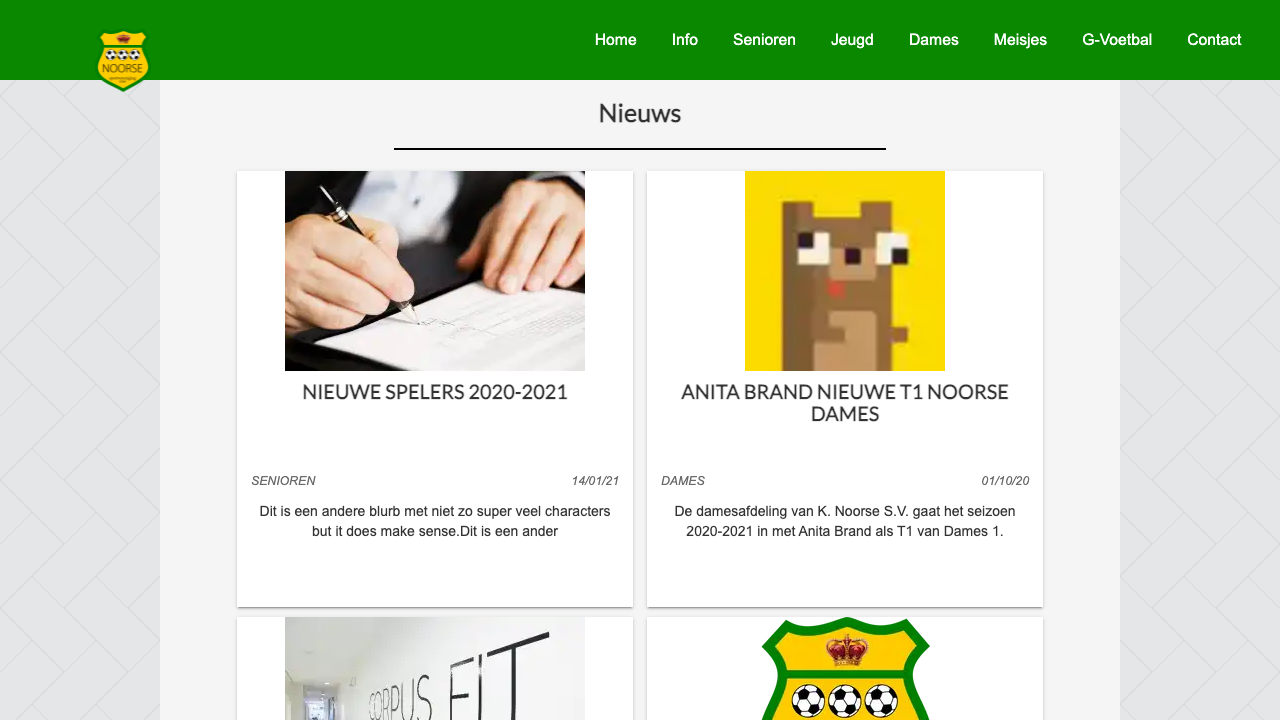 NOORSE
Home
Info
Senioren
Jeugd
Dames
Meisjes
G-Voetbal
Contact
Nieuws
NIEUWE SPELERS 2020-2021
SENIOREN
14/01/21
Dit is een andere blurb met niet zo super veel characters
but it does make sense.Dit is een ander
ANITA BRAND NIEUWE T1 NOORSE
DAMES
DAMES
01/10/20
De damesafdeling van K. Noorse S.V. gaat het seizoen
2020-2021 in met Anita Brand als T1 van Dames 1.
CORPUS FIT